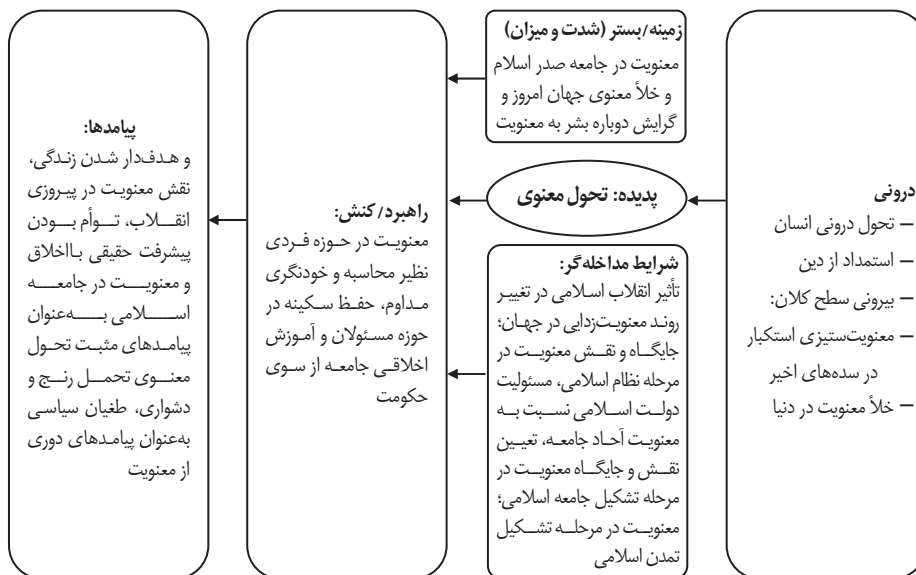 درونی
– تحول درونی انسان
– استمداد از دین
– بیرونی سطح کلان:
– معنویت‌ستیزی استکبار
در سده‌های اخیر
– خلأ معنویت در دنیا
زمینه/بستر (شدت و میزان)
معنویت در جامعه صدر اسلام
و خلأ معنوی جهان امروز و
گرایش دوباره بشر به معنویت
پدیده: تحول معنوی
شرایط مداخله‌گر:
تأثیر انقلاب اسلامی در تغییر
روند معنویت‌زدایی در جهان؛
جایگاه و نقش معنویت در
مرحله نظام اسلامی، مسئولیت
دولت اسلامی نسبت به
معنویت آحاد جامعه، تعیین
نقش و جایگاه معنویت در
مرحله تشکیل جامعه اسلامی؛
معنویت در مرحله تشکیل
تمدن اسلامی
راهبرد/کنش:
معنویت در حوزه فردی
نظیر محاسبه و خودنگری
مداوم، حفظ سکینه در
حوزه مسئولان و آموزش
اخلاقی جامعه از سوی
حکومت
پیامدها:
و هدف‌دار شدن زندگی،
نقش معنویت در پیروزی
انقلاب، توأم بودن
پیشرفت حقیقی بااخلاق
و معنویت در جامعه
اسلامی به‌عنوان
پیامدهای مثبت تحول
معنوی تحمل رنج و
دشواری، طغیان سیاسی
به‌عنوان پیامدهای دوری
از معنویت